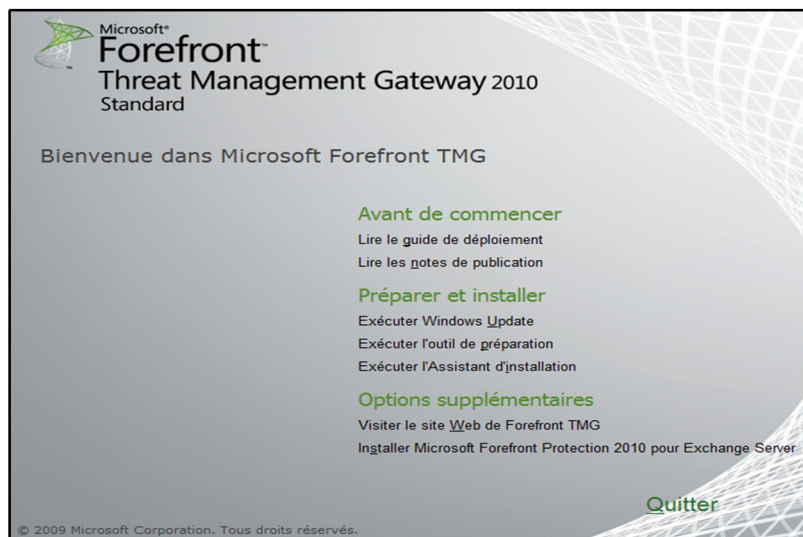 Microsoft®
Forefront™
Threat Management Gateway 2010
Standard
Bienvenue dans Microsoft Forefront TMG
Avant de commencer
Lire le guide de déploiement
Lire les notes de publication
Préparer et installer
Exécuter Windows Update
Exécuter l'outil de préparation
Exécuter l'Assistant d'installation
Options supplémentaires
Visiter le site Web de Forefront TMG
Installer Microsoft Forefront Protection 2010 pour Exchange Server
Quitter
© 2009 Microsoft Corporation. Tous droits réservés.